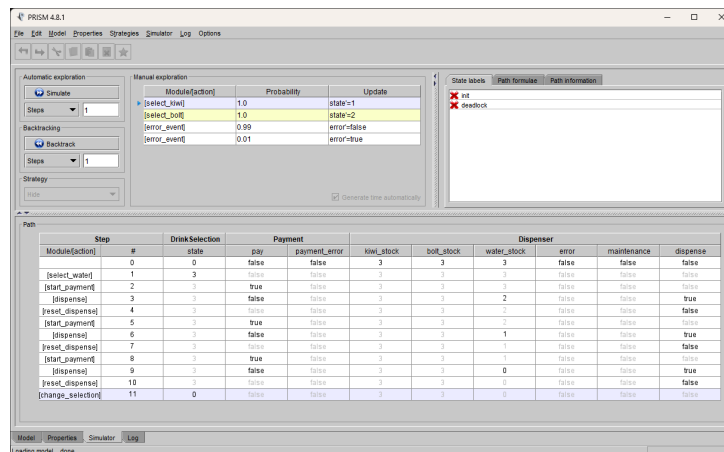 PRISM 4.8.1
File Edit Model Properties Strategies Simulator Log Options
Automatic exploration
Simulate
Steps 1
Backtracking
Backtrack
Steps 1
Strategy
Hide
Manual exploration
Module/[action] Probability Update
[select_kiwi] 1.0 state'=1
[select_bolt] 1.0 state'=2
[error_event] 0.99 error'=false
[error_event] 0.01 error'=true
Generate time automatically
State labels Path formulae Path information
init
deadlock
Path
Step DrinkSelection Payment Dispenser
Module/[action] # state pay payment_error kiwi_stock bolt_stock water_stock error maintenance dispense
0 0 false false 3 3 3 false false false
[select_water] 1 3 false false 3 3 3 false false false
[start_payment] 2 3 true false 3 3 3 false false false
[dispense] 3 3 false false 3 3 2 false false true
[reset_dispense] 4 3 false false 3 3 2 false false false
[start_payment] 5 3 true false 3 3 2 false false false
[dispense] 6 3 false false 3 3 1 false false true
[reset_dispense] 7 3 false false 3 3 1 false false false
[start_payment] 8 3 true false 3 3 1 false false false
[dispense] 9 3 false false 3 3 0 false false true
[reset_dispense] 10 3 false false 3 3 0 false false false
[change_selection] 11 0 false false 3 3 0 false false false
Model Properties Simulator Log
Loading model... done.